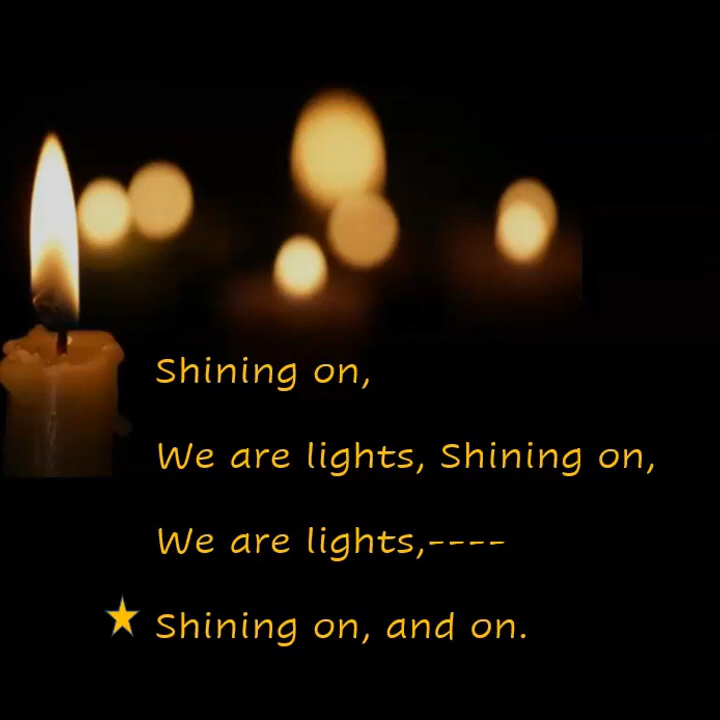 Shining on,
We are lights, Shining on,
We are lights,----
Shining on, and on.